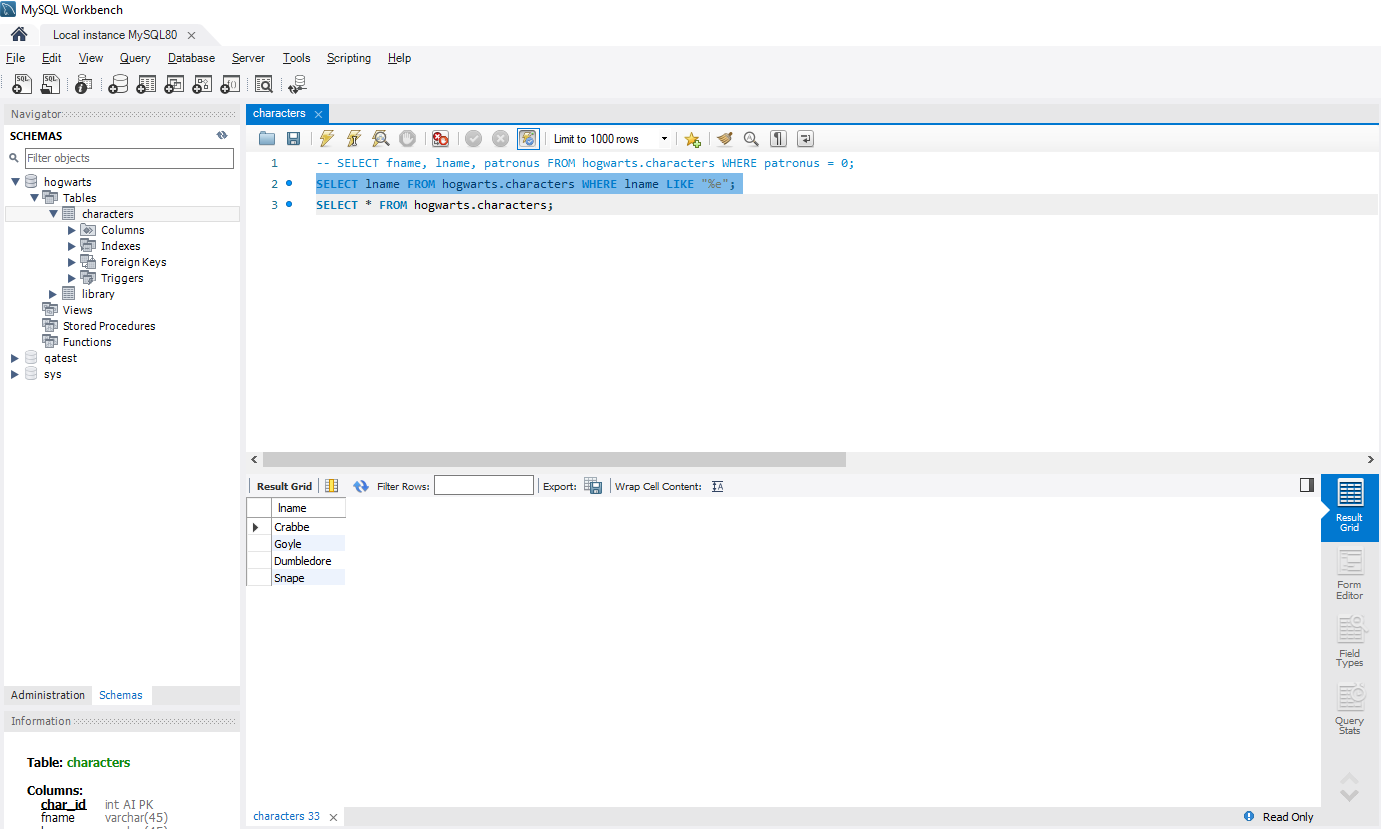 MySQL Workbench
Local instance MySQL80
File Edit View Query Database Server Tools Scripting Help
Navigator
SCHEMAS
Filter objects
hogwarts
Tables
characters
Columns
Indexes
Foreign Keys
Triggers
library
Views
Stored Procedures
Functions
qatest
sys
Administration Schemas
Information
Table: characters
Columns:
char_id int AI PK
fname varchar(45)
characters
Limit to 1000 rows
1 -- SELECT fname, lname, patronus FROM hogwarts.characters WHERE patronus = 0;
2 SELECT lname FROM hogwarts.characters WHERE lname LIKE "%e";
3 SELECT * FROM hogwarts.characters;
Result Grid Filter Rows: Export: Wrap Cell Content:
lname
Crabbe
Goyle
Dumbledore
Snape
Result
Grid
Form
Editor
Field
Types
Query
Stats
characters 33
Read Only